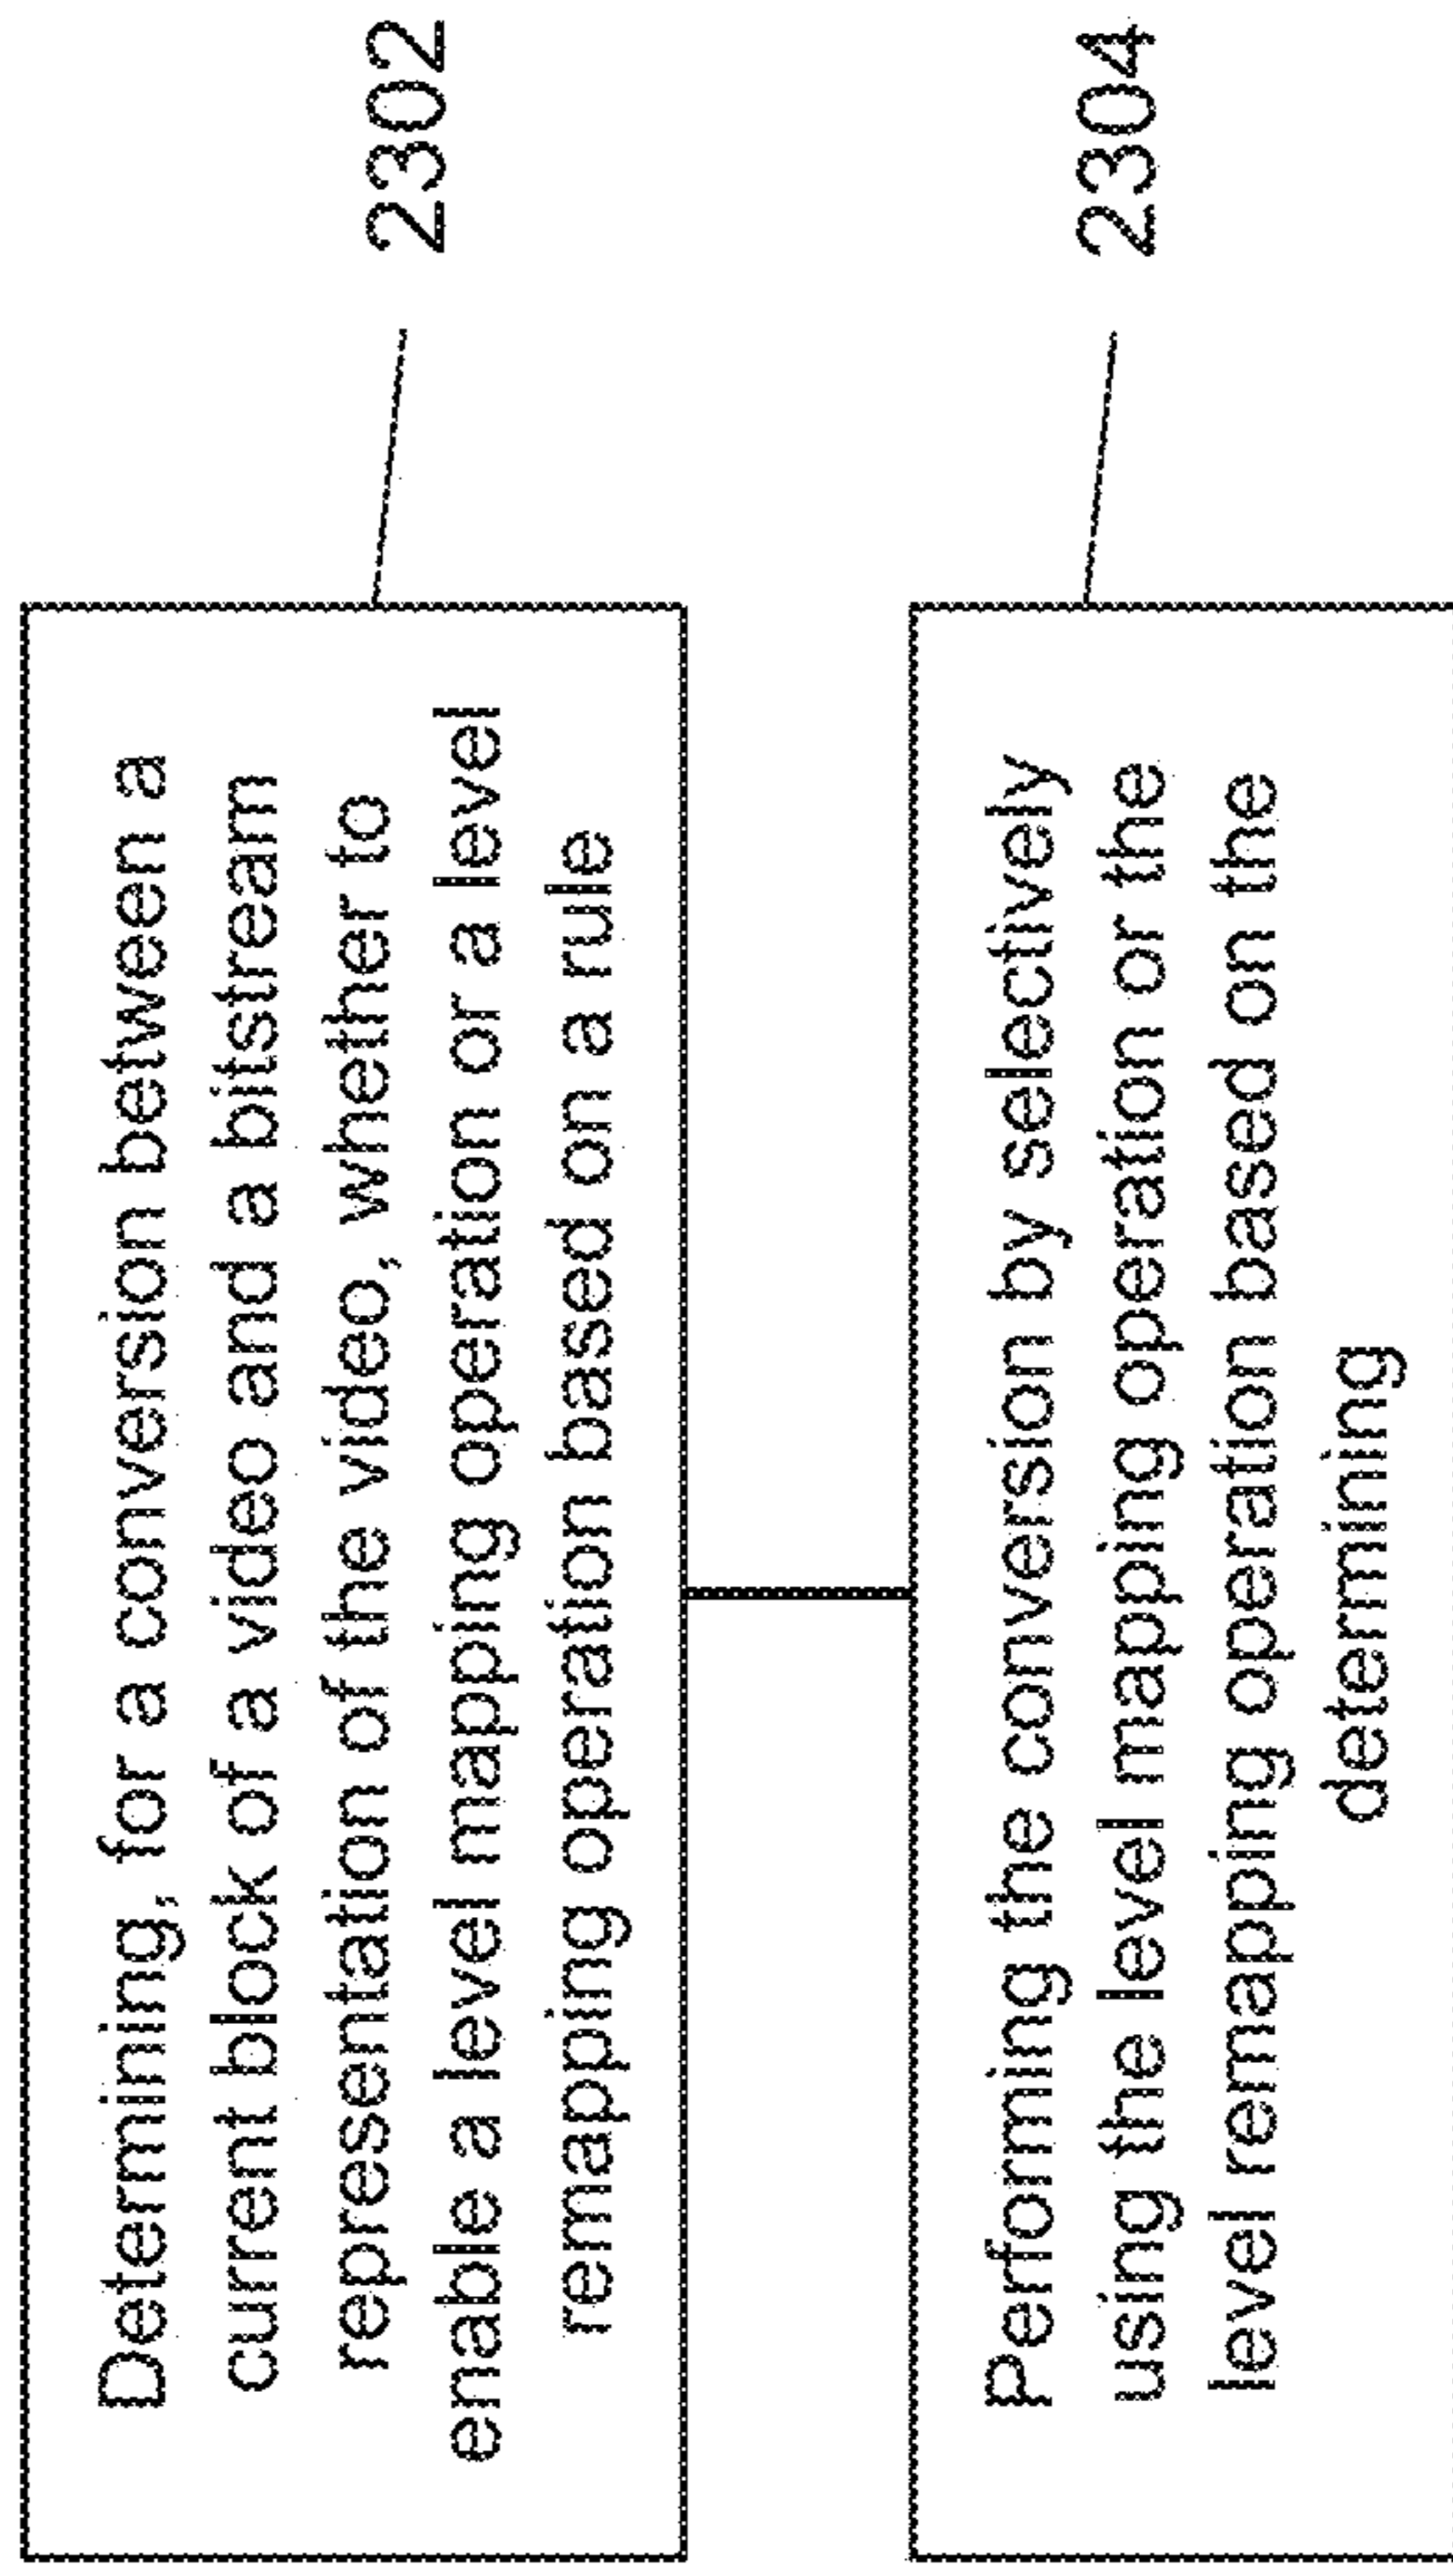 Determining, for a conversion between a
current block of a video and a bitstream
representation of the video, whether to
enable a level mapping operation or a level
remapping operation based on a rule
2302
Performing the conversion by selectively
using the level mapping operation or the
level remapping operation based on the
determining
2304